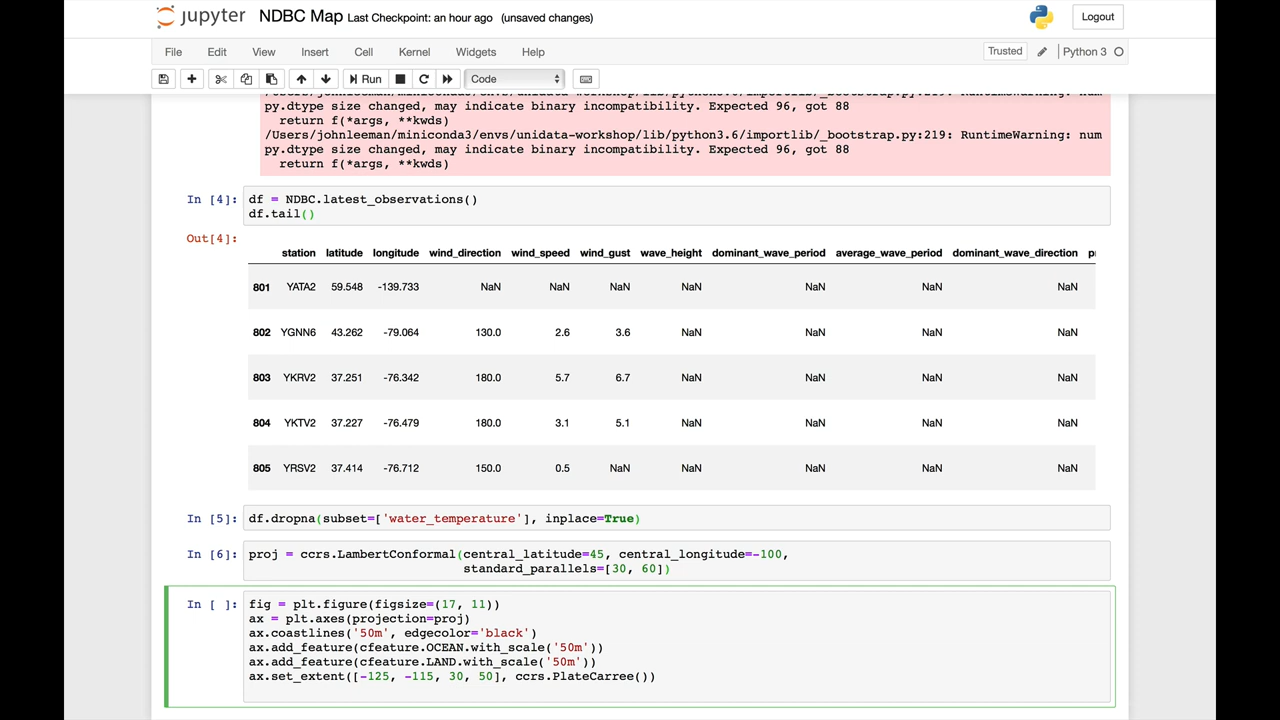 jupyter NDBC Map Last Checkpoint: an hour ago (unsaved changes) Logout
File Edit View Insert Cell Kernel Widgets Help Trusted Python 3
Run Code
py.dtype size changed, may indicate binary incompatibility. Expected 96, got 88
return f(*args, **kwds)
/Users/johnleeman/miniconda3/envs/unidata-workshop/lib/python3.6/importlib/_bootstrap.py:219: RuntimeWarning: num
py.dtype size changed, may indicate binary incompatibility. Expected 96, got 88
return f(*args, **kwds)
In [4]: df = NDBC.latest_observations()
df.tail()
Out[4]:
station latitude longitude wind_direction wind_speed wind_gust wave_height dominant_wave_period average_wave_period dominant_wave_direction
801 YATA2 59.548 -139.733 NaN NaN NaN NaN NaN NaN NaN
802 YGNN6 43.262 -79.064 130.0 2.6 3.6 NaN NaN NaN NaN
803 YKRV2 37.251 -76.342 180.0 5.7 6.7 NaN NaN NaN NaN
804 YKTV2 37.227 -76.479 180.0 3.1 5.1 NaN NaN NaN NaN
805 YRSV2 37.414 -76.712 150.0 0.5 NaN NaN NaN NaN NaN
In [5]: df.dropna(subset=['water_temperature'], inplace=True)
In [6]: proj = ccrs.LambertConformal(central_latitude=45, central_longitude=-100,
standard_parallels=[30, 60])
In [ ]: fig = plt.figure(figsize=(17, 11))
ax = plt.axes(projection=proj)
ax.coastlines('50m', edgecolor='black')
ax.add_feature(cfeature.OCEAN.with_scale('50m'))
ax.add_feature(cfeature.LAND.with_scale('50m'))
ax.set_extent([-125, -115, 30, 50], ccrs.PlateCarree())